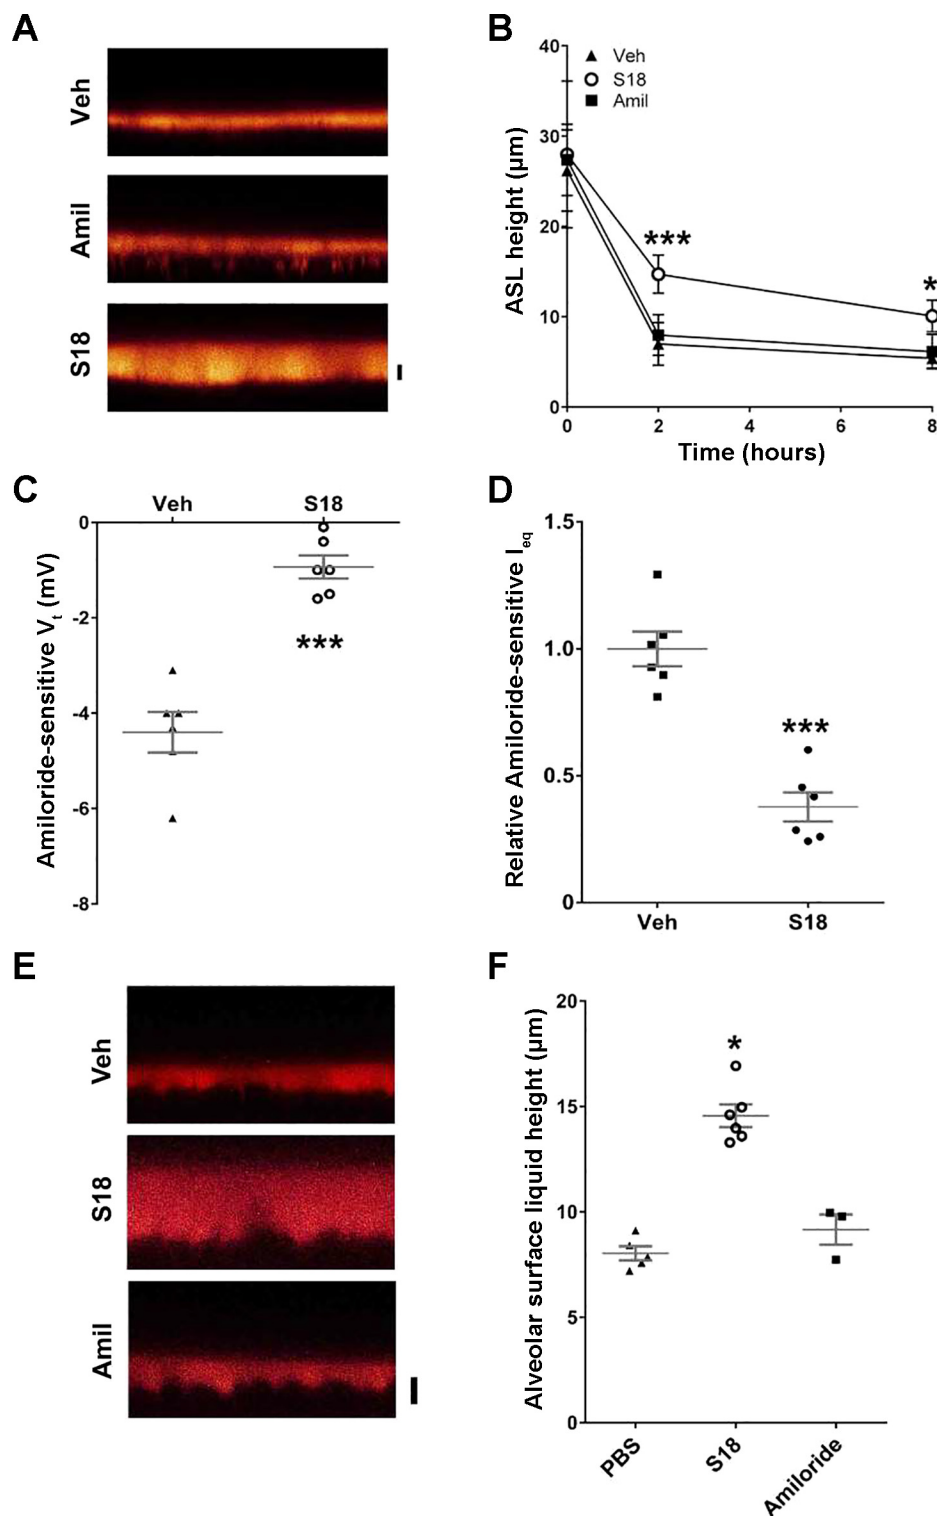 A
Veh
Amil
S18
B
ASL height (µm)
40
30
20
10
0
Veh
S18
Amil
***
*
0
2
4
6
8
Time (hours)
C
Veh
S18
Amiloride-sensitive Vt (mV)
0
-2
-4
-6
-8
***
D
Relative Amiloride-sensitive Ieq
1.5
1.0
0.5
0
***
Veh
S18
E
Veh
S18
Amil
F
Alveolar surface liquid height (µm)
20
15
10
5
0
*
PBS
S18
Amiloride